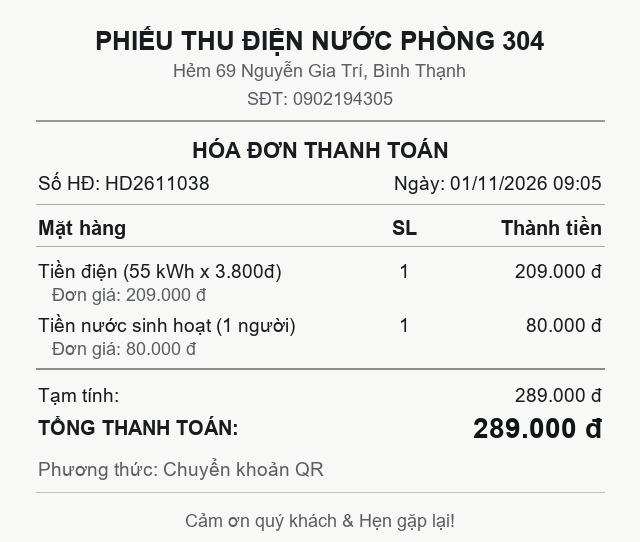 PHIẾU THU ĐIỆN NƯỚC PHÒNG 304
Hẻm 69 Nguyễn Gia Trí, Bình Thạnh
SĐT: 0902194305
HÓA ĐƠN THANH TOÁN
Số HĐ: HD2611038 Ngày: 01/11/2026 09:05
Mặt hàng SL Thành tiền
Tiền điện (55 kWh x 3.800đ) 1 209.000 đ
Đơn giá: 209.000 đ
Tiền nước sinh hoạt (1 người) 1 80.000 đ
Đơn giá: 80.000 đ
Tạm tính: 289.000 đ
TỔNG THANH TOÁN: 289.000 đ
Phương thức: Chuyển khoản QR
Cảm ơn quý khách & Hẹn gặp lại!